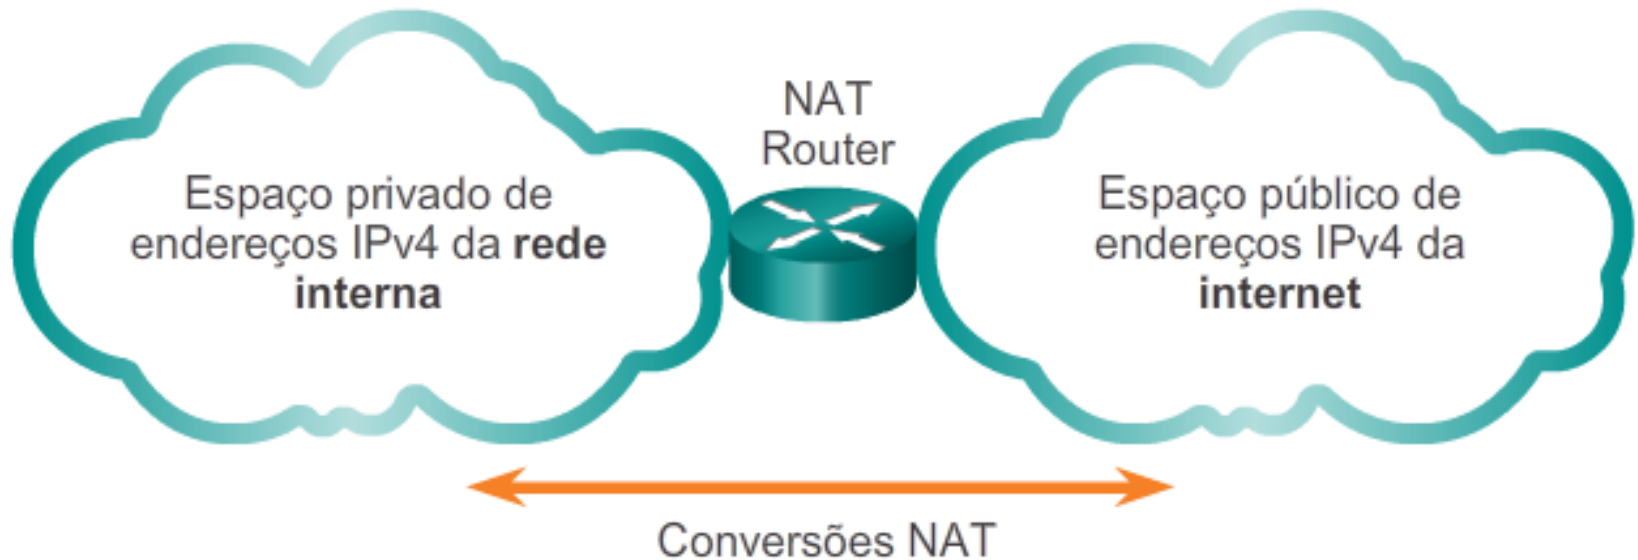 Espaço privado de
endereços IPv4 da rede
interna
NAT
Router
Espaço público de
endereços IPv4 da
internet
Conversões NAT